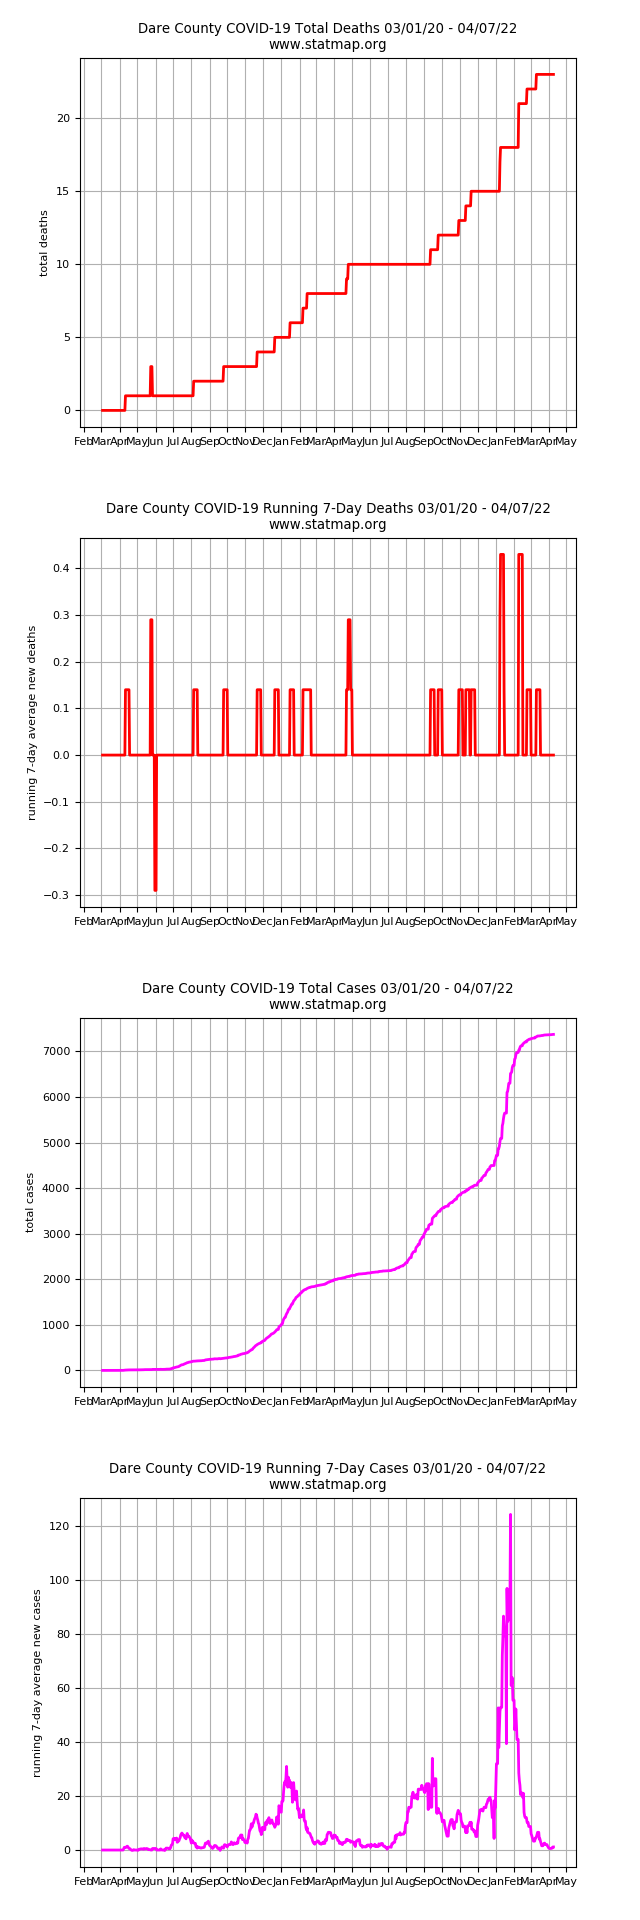 Dare County COVID-19 Total Deaths 03/01/20 - 04/07/22
www.statmap.org
total deaths
20
15
10
5
0
Feb Mar Apr May Jun Jul Aug Sep Oct Nov Dec Jan Feb Mar Apr May Jun Jul Aug Sep Oct Nov Dec Jan Feb Mar Apr May
Dare County COVID-19 Running 7-Day Deaths 03/01/20 - 04/07/22
www.statmap.org
running 7-day average new deaths
0.4
0.3
0.2
0.1
0.0
−0.1
−0.2
−0.3
Feb Mar Apr May Jun Jul Aug Sep Oct Nov Dec Jan Feb Mar Apr May Jun Jul Aug Sep Oct Nov Dec Jan Feb Mar Apr May
Dare County COVID-19 Total Cases 03/01/20 - 04/07/22
www.statmap.org
total cases
7000
6000
5000
4000
3000
2000
1000
0
Feb Mar Apr May Jun Jul Aug Sep Oct Nov Dec Jan Feb Mar Apr May Jun Jul Aug Sep Oct Nov Dec Jan Feb Mar Apr May
Dare County COVID-19 Running 7-Day Cases 03/01/20 - 04/07/22
www.statmap.org
running 7-day average new cases
120
100
80
60
40
20
0
Feb Mar Apr May Jun Jul Aug Sep Oct Nov Dec Jan Feb Mar Apr May Jun Jul Aug Sep Oct Nov Dec Jan Feb Mar Apr May